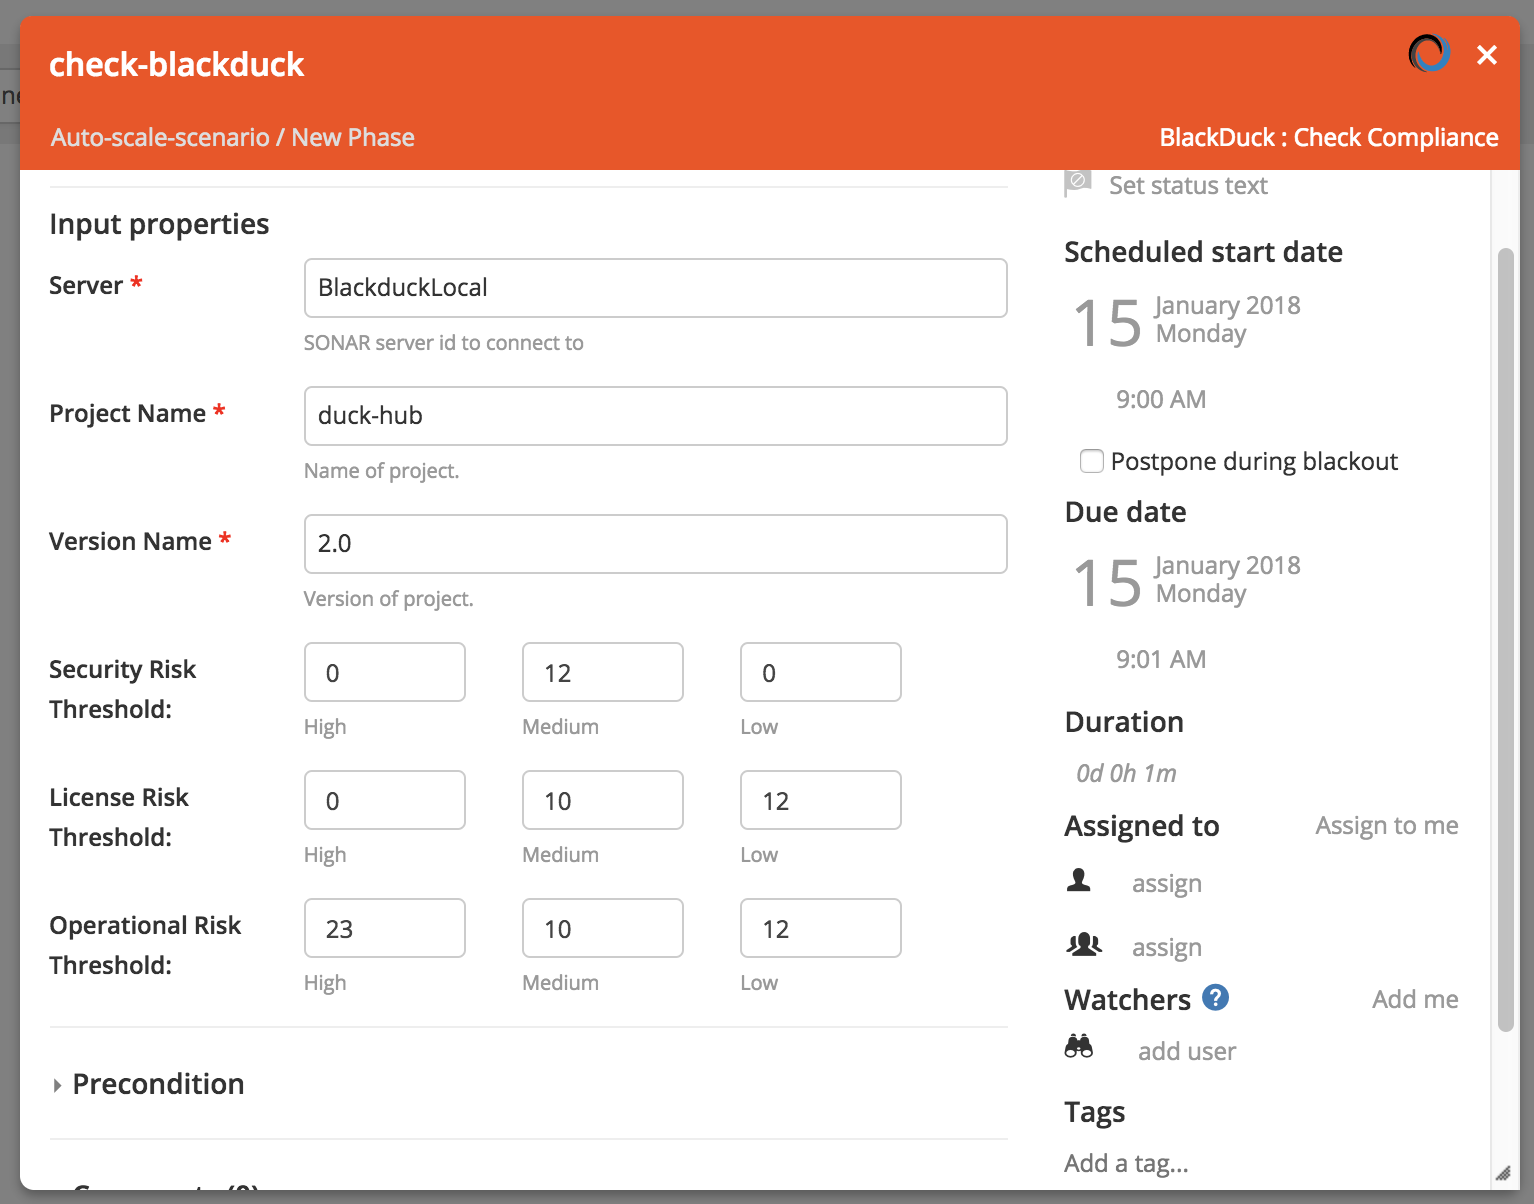 check-blackduck
Auto-scale-scenario / New Phase
BlackDuck : Check Compliance
Input properties
Server *
BlackduckLocal
SONAR server id to connect to
Project Name *
duck-hub
Name of project.
Version Name *
2.0
Version of project.
Security Risk Threshold:
0 12 0
High Medium Low
License Risk Threshold:
0 10 12
High Medium Low
Operational Risk Threshold:
23 10 12
High Medium Low
Precondition
Set status text
Scheduled start date
15 January 2018
Monday
9:00 AM
Postpone during blackout
Due date
15 January 2018
Monday
9:01 AM
Duration
0d 0h 1m
Assigned to Assign to me
assign
assign
Watchers ? Add me
add user
Tags
Add a tag...